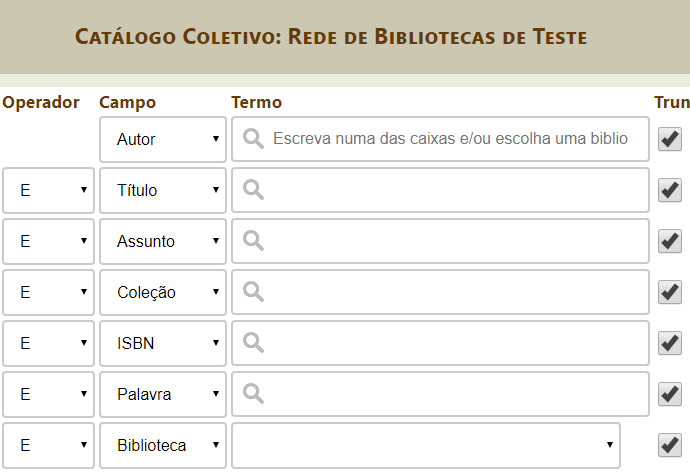 Catálogo Coletivo: Rede de Bibliotecas de Teste
Operador Campo Termo Trun
Autor Escreva numa das caixas e/ou escolha uma biblio
E Título
E Assunto
E Coleção
E ISBN
E Palavra
E Biblioteca